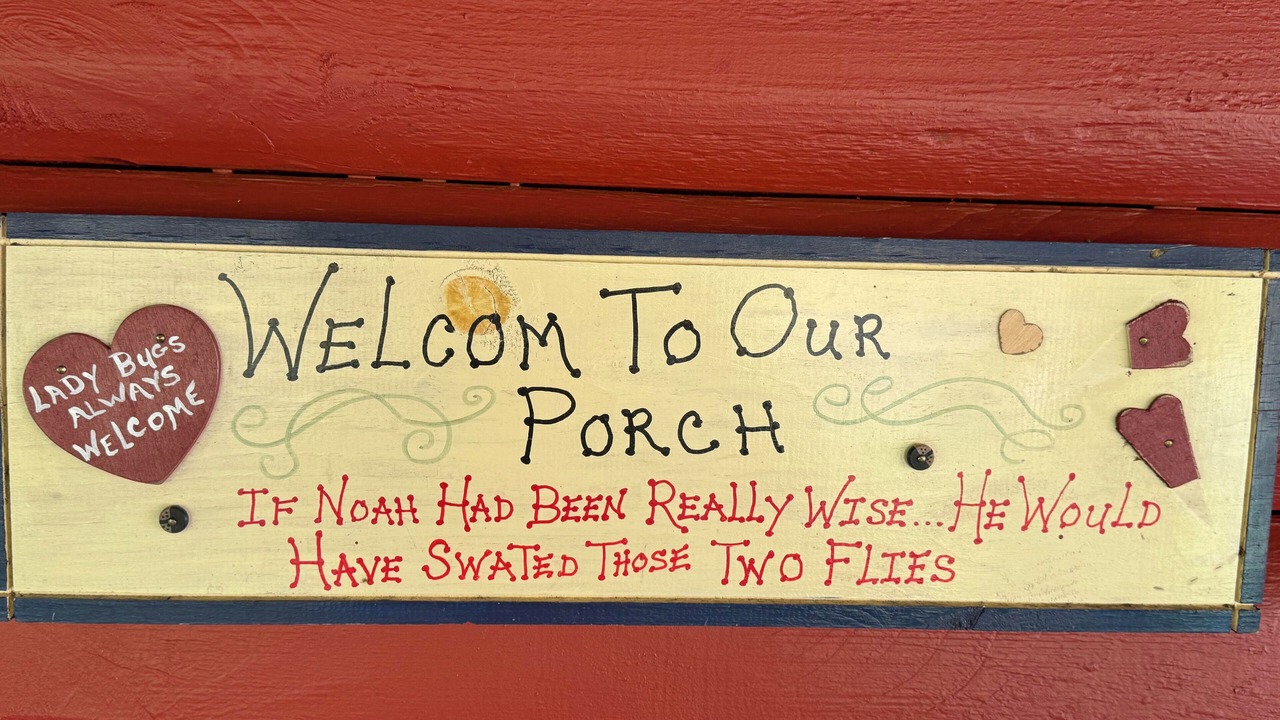 LADY BUGS
ALWAYS
WELCOME
WELCOM TO OUR
PORCH
IF NOAH HAD BEEN REALLY WISE...HE WOULD
HAVE SWATED THOSE TWO FLIES